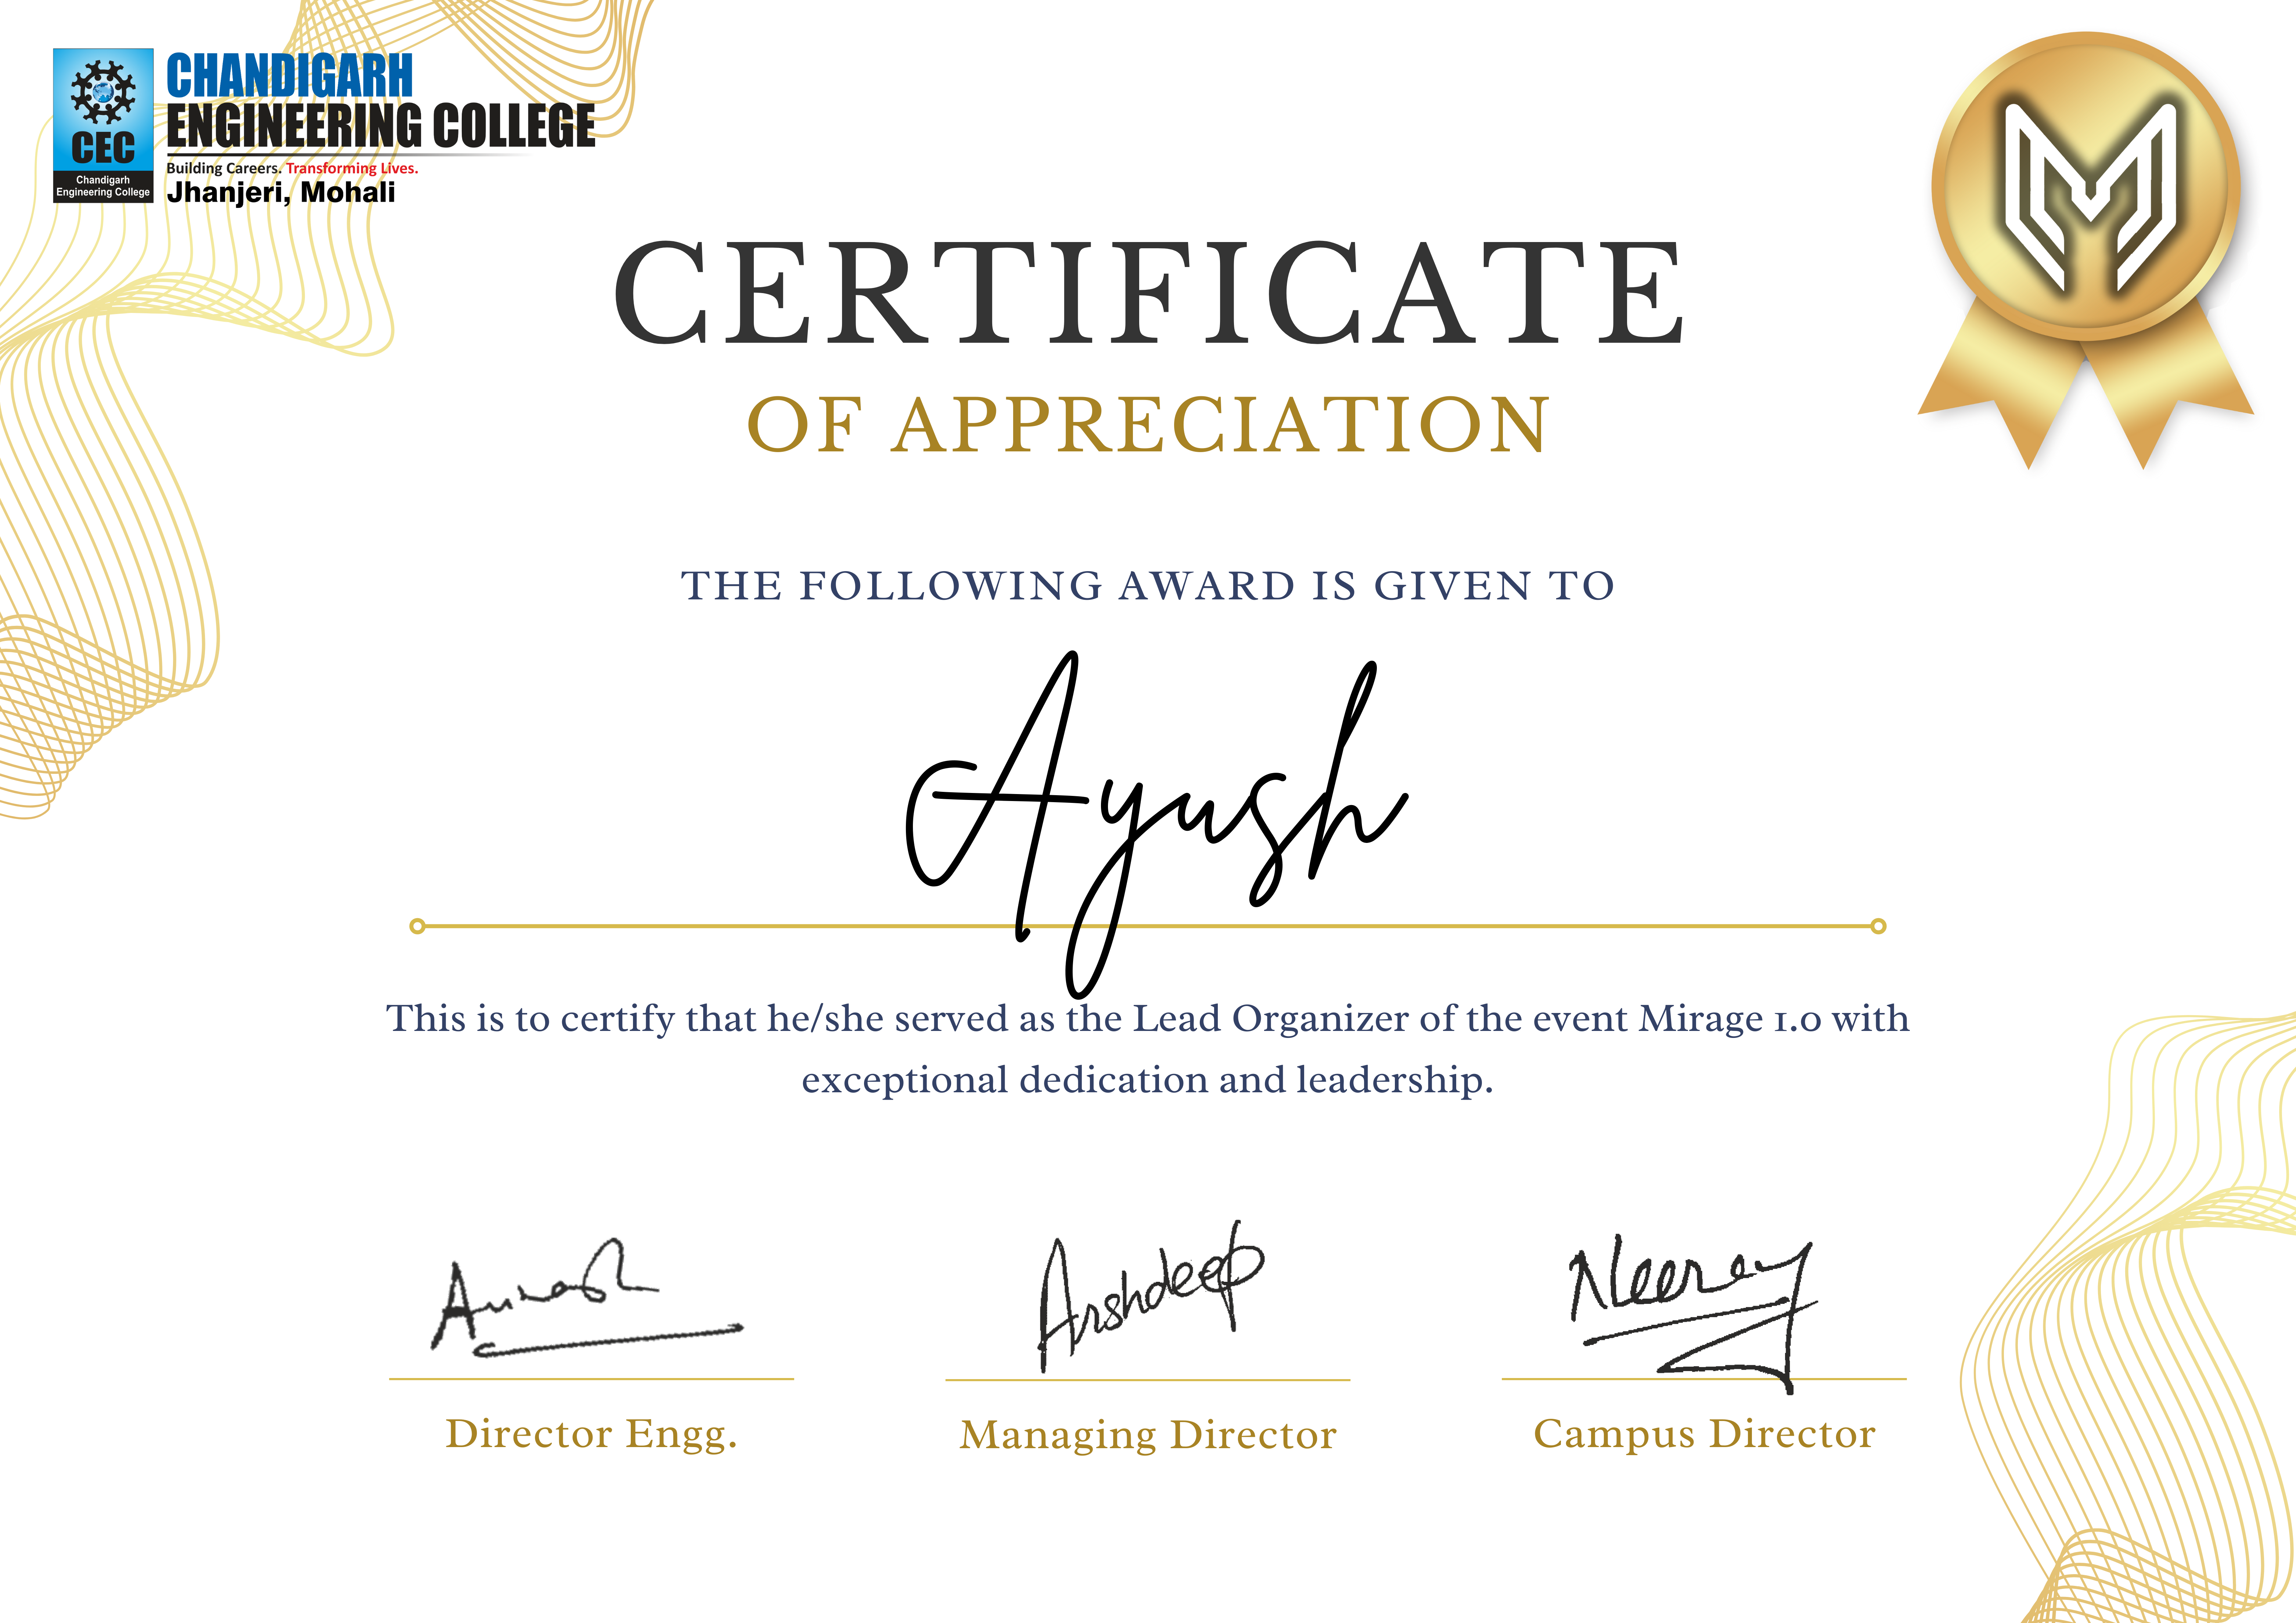 CEC
Chandigarh
Engineering College
CHANDIGARH
ENGINEERING COLLEGE
Building Careers. Transforming Lives.
Jhanjeri, Mohali
M
CERTIFICATE
OF APPRECIATION
THE FOLLOWING AWARD IS GIVEN TO
Ayush
This is to certify that he/she served as the Lead Organizer of the event Mirage 1.0 with
exceptional dedication and leadership.
Arshdeep
Neeraj
Director Engg.
Managing Director
Campus Director